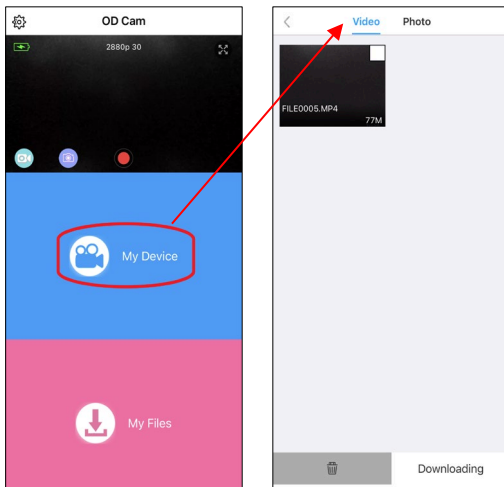 OD Cam
2880p 30
My Device
My Files
Video Photo
FILE0005.MP4
77M
Downloading